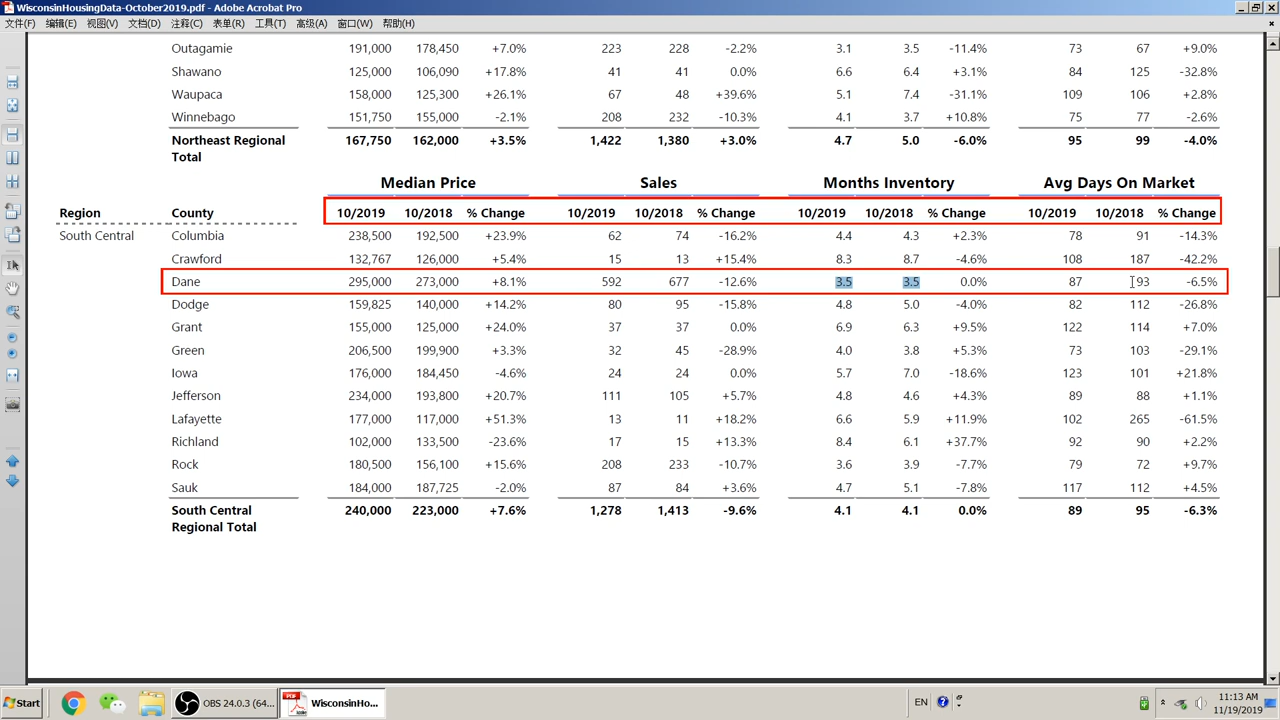 WisconsinHousingData-October2019.pdf - Adobe Acrobat Pro
文件(F) 编辑(E) 视图(V) 文档(D) 注释(C) 表单(R) 工具(T) 高级(A) 窗口(W) 帮助(H)
Outagamie 191,000 178,450 +7.0% 223 228 -2.2% 3.1 3.5 -11.4% 73 67 +9.0%
Shawano 125,000 106,090 +17.8% 41 41 0.0% 6.6 6.4 +3.1% 84 125 -32.8%
Waupaca 158,000 125,300 +26.1% 67 48 +39.6% 5.1 7.4 -31.1% 109 106 +2.8%
Winnebago 151,750 155,000 -2.1% 208 232 -10.3% 4.1 3.7 +10.8% 75 77 -2.6%
Northeast Regional 167,750 162,000 +3.5% 1,422 1,380 +3.0% 4.7 5.0 -6.0% 95 99 -4.0%
Total
Median Price Sales Months Inventory Avg Days On Market
Region County 10/2019 10/2018 % Change 10/2019 10/2018 % Change 10/2019 10/2018 % Change 10/2019 10/2018 % Change
South Central Columbia 238,500 192,500 +23.9% 62 74 -16.2% 4.4 4.3 +2.3% 78 91 -14.3%
Crawford 132,767 126,000 +5.4% 15 13 +15.4% 8.3 8.7 -4.6% 108 187 -42.2%
Dane 295,000 273,000 +8.1% 592 677 -12.6% 3.5 3.5 0.0% 87 93 -6.5%
Dodge 159,825 140,000 +14.2% 80 95 -15.8% 4.8 5.0 -4.0% 82 112 -26.8%
Grant 155,000 125,000 +24.0% 37 37 0.0% 6.9 6.3 +9.5% 122 114 +7.0%
Green 206,500 199,900 +3.3% 32 45 -28.9% 4.0 3.8 +5.3% 73 103 -29.1%
Iowa 176,000 184,450 -4.6% 24 24 0.0% 5.7 7.0 -18.6% 123 101 +21.8%
Jefferson 234,000 193,800 +20.7% 111 105 +5.7% 4.8 4.6 +4.3% 89 88 +1.1%
Lafayette 177,000 117,000 +51.3% 13 11 +18.2% 6.6 5.9 +11.9% 102 265 -61.5%
Richland 102,000 133,500 -23.6% 17 15 +13.3% 8.4 6.1 +37.7% 92 90 +2.2%
Rock 180,500 156,100 +15.6% 208 233 -10.7% 3.6 3.9 -7.7% 79 72 +9.7%
Sauk 184,000 187,725 -2.0% 87 84 +3.6% 4.7 5.1 -7.8% 117 112 +4.5%
South Central 240,000 223,000 +7.6% 1,278 1,413 -9.6% 4.1 4.1 0.0% 89 95 -6.3%
Regional Total
Start OBS 24.0.3 (64... WisconsinHo... EN 11:13 AM
11/19/2019